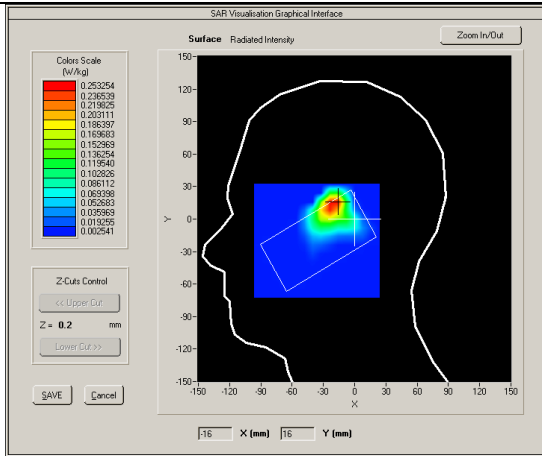 SAR Visualisation Graphical Interface
Surface Radiated Intensity
Zoom In/Out
Colors Scale
(W/kg)
0.253254
0.236539
0.219825
0.203111
0.186397
0.169683
0.152969
0.136254
0.119540
0.102826
0.086112
0.069398
0.052683
0.035969
0.019255
0.002541
Z-Cuts Control
<< Upper Cut
Z = 0.2 mm
Lower Cut >>
SAVE
Cancel
150
120
90
60
30
0
-30
-60
-90
-120
-150
Y
-150 -120 -90 -60 -30 0 30 60 90 120 150
X
-16 X (mm) 16 Y (mm)